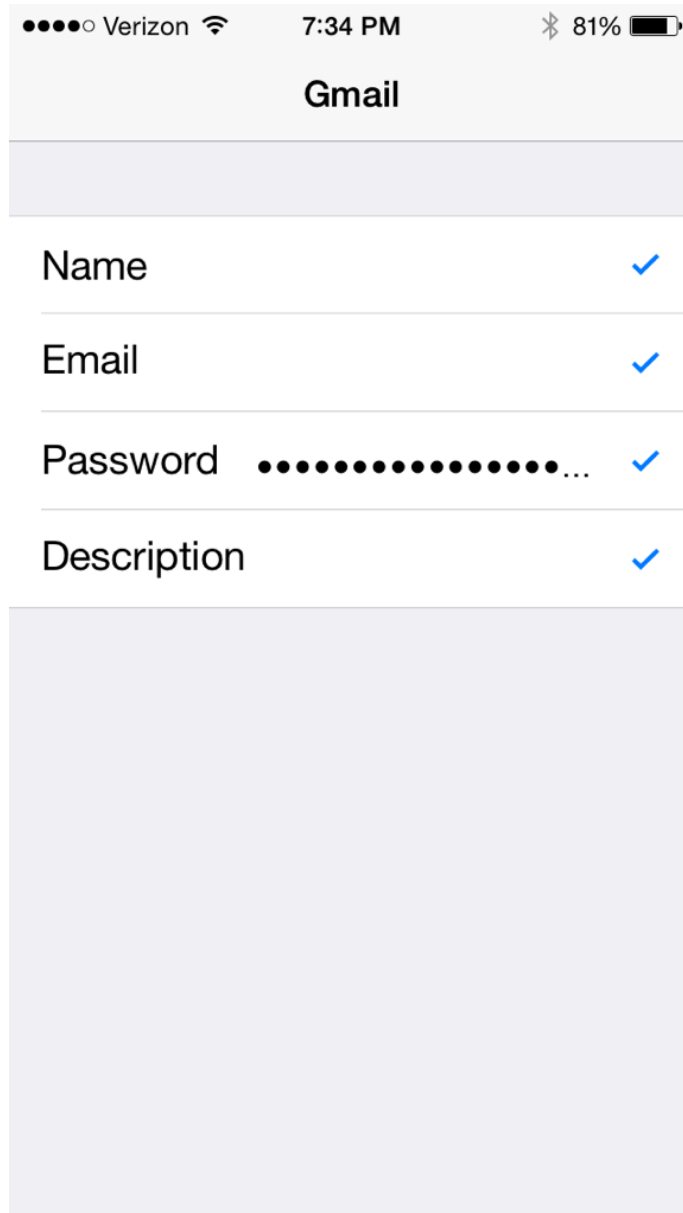 ●●●●○ Verizon 7:34 PM 81%
Gmail
Name
Email
Password ••••••••••••••••...
Description